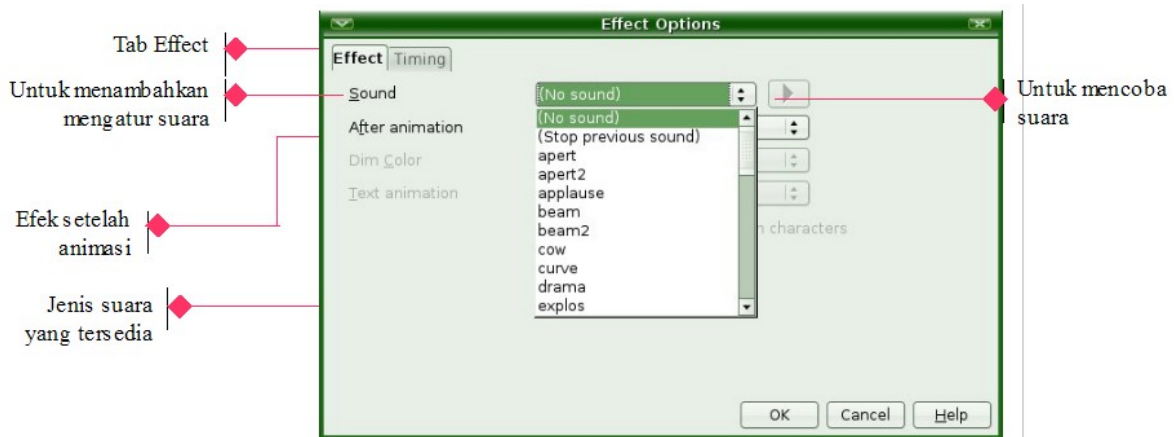 Effect Options
Tab Effect
Effect Timing
Untuk menambahkan
mengatur suara
Sound
(No sound)
Untuk mencoba
suara
(No sound)
(Stop previous sound)
apert
apert2
applause
beam
beam2
cow
curve
drama
explos
After animation
Dim Color
Text animation
characters
Efek setelah
animasi
Jenis suara
yang tersedia
OK Cancel Help